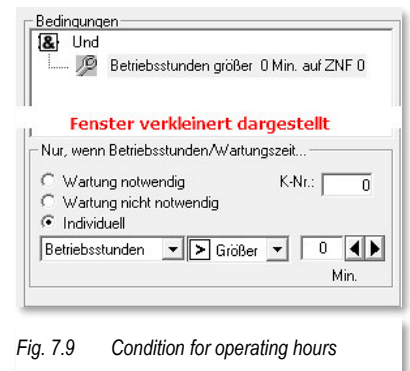 Bedingungen
& Und
Betriebsstunden größer 0 Min. auf ZNF 0
Fenster verkleinert dargestellt
Nur, wenn Betriebsstunden/Wartungszeit...
Wartung notwendig K-Nr.: 0
Wartung nicht notwendig
Individuell
Betriebsstunden > Größer 0
Min.
Fig. 7.9 Condition for operating hours